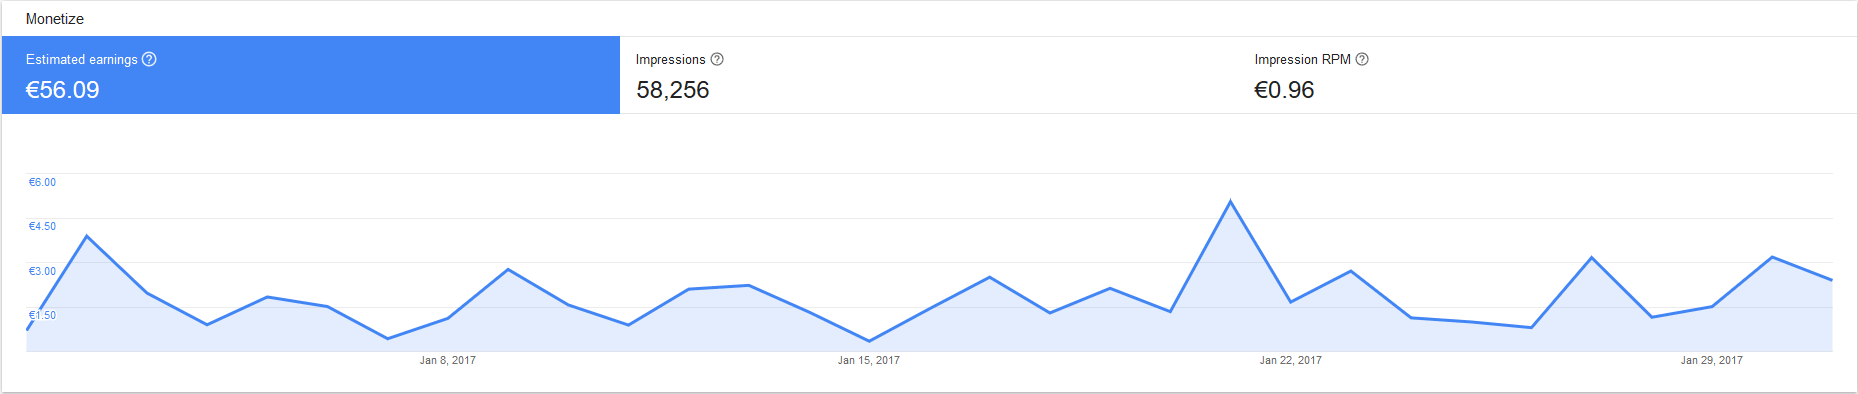 Monetize
Estimated earnings ?
€56.09
Impressions ?
58,256
Impression RPM ?
€0.96
€6.00
€4.50
€3.00
€1.50
Jan 8, 2017
Jan 15, 2017
Jan 22, 2017
Jan 29, 2017